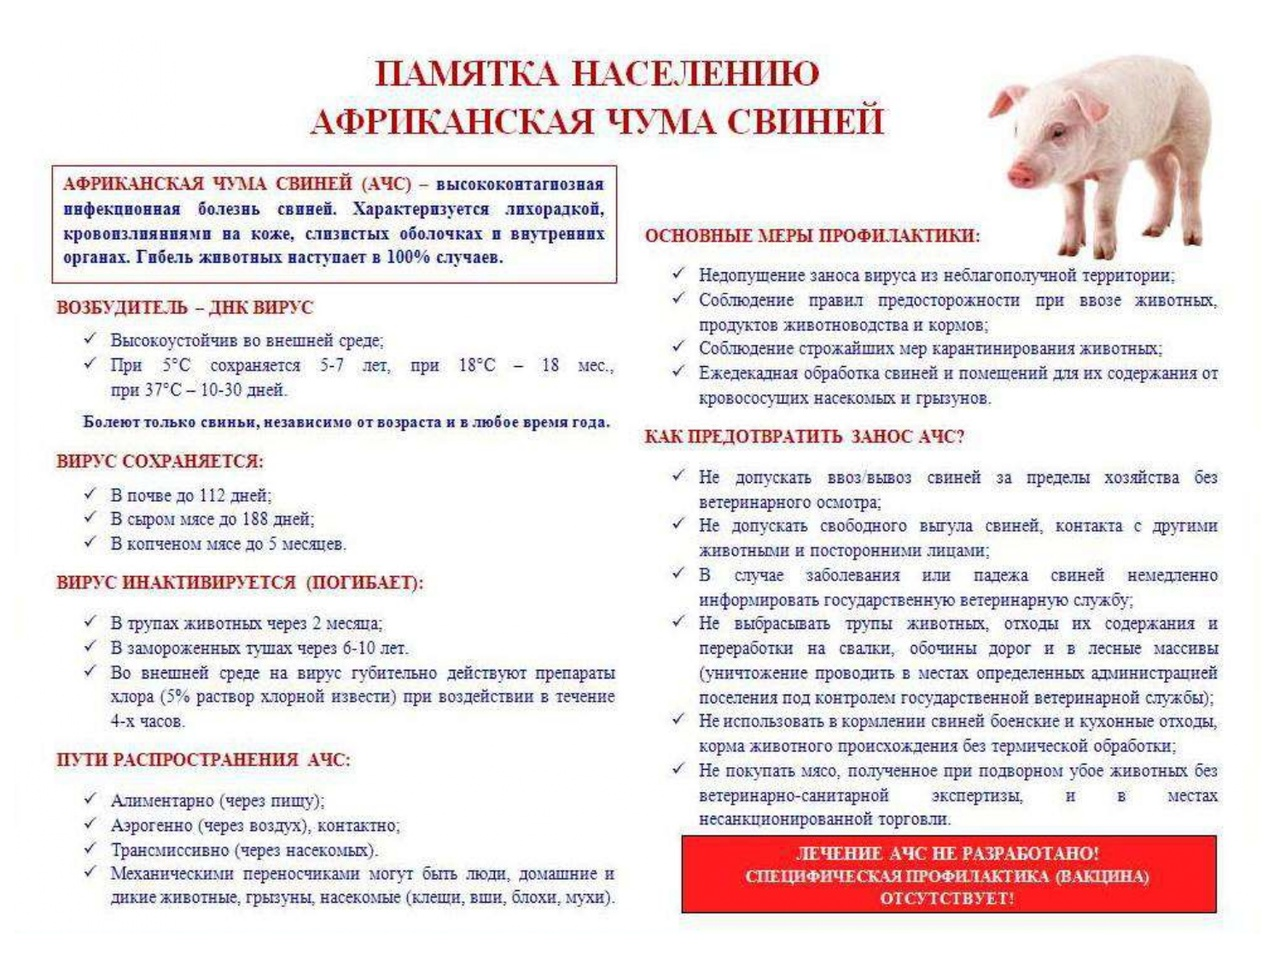 ПАМЯТКА НАСЕЛЕНИЮ
АФРИКАНСКАЯ ЧУМА СВИНЕЙ
АФРИКАНСКАЯ ЧУМА СВИНЕЙ (АЧС) – высококонтагиозная
инфекционная болезнь свиней. Характеризуется лихорадкой,
кровоизлияниями на коже, слизистых оболочках и внутренних
органах. Гибель животных наступает в 100% случаев.
ВОЗБУДИТЕЛЬ – ДНК ВИРУС
✓ Высокоустойчив во внешней среде;
✓ При 5°С сохраняется 5-7 лет, при 18°С – 18 мес.,
при 37°С – 10-30 дней.
Болеют только свиньи, независимо от возраста и в любое время года.
ВИРУС СОХРАНЯЕТСЯ:
✓ В почве до 112 дней;
✓ В сыром мясе до 188 дней;
✓ В копченом мясе до 5 месяцев.
ВИРУС ИНАКТИВИРУЕТСЯ (ПОГИБАЕТ):
✓ В трупах животных через 2 месяца;
✓ В замороженных тушах через 6-10 лет.
✓ Во внешней среде на вирус губительно действуют препараты
хлора (5% раствор хлорной извести) при воздействии в течение
4-х часов.
ПУТИ РАСПРОСТРАНЕНИЯ АЧС:
✓ Алиментарно (через пищу);
✓ Аэрогенно (через воздух), контактно;
✓ Трансмиссивно (через насекомых).
✓ Механическими переносчиками могут быть люди, домашние и
дикие животные, грызуны, насекомые (клещи, вши, блохи, мухи).
ОСНОВНЫЕ МЕРЫ ПРОФИЛАКТИКИ:
✓ Недопущение заноса вируса из неблагополучной территории;
✓ Соблюдение правил предосторожности при ввозе животных,
продуктов животноводства и кормов;
✓ Соблюдение строжайших мер карантинирования животных;
✓ Ежедекадная обработка свиней и помещений для их содержания от
кровососущих насекомых и грызунов.
КАК ПРЕДОТВРАТИТЬ ЗАНОС АЧС?
✓ Не допускать ввоз/вывоз свиней за пределы хозяйства без
ветеринарного осмотра;
✓ Не допускать свободного выгула свиней, контакта с другими
животными и посторонними лицами;
✓ В случае заболевания или падежа свиней немедленно
информировать государственную ветеринарную службу;
✓ Не выбрасывать трупы животных, отходы их содержания и
переработки на свалки, обочины дорог и в лесные массивы
(уничтожение проводить в местах определенных администрацией
поселения под контролем государственной ветеринарной службы);
✓ Не использовать в кормлении свиней боенские и кухонные отходы,
корма животного происхождения без термической обработки;
✓ Не покупать мясо, полученное при подворном убое животных без
ветеринарно-санитарной экспертизы, и в местах
несанкционированной торговли.
ЛЕЧЕНИЕ АЧС НЕ РАЗРАБОТАНО!
СПЕЦИФИЧЕСКАЯ ПРОФИЛАКТИКА (ВАКЦИНА)
ОТСУТСТВУЕТ!